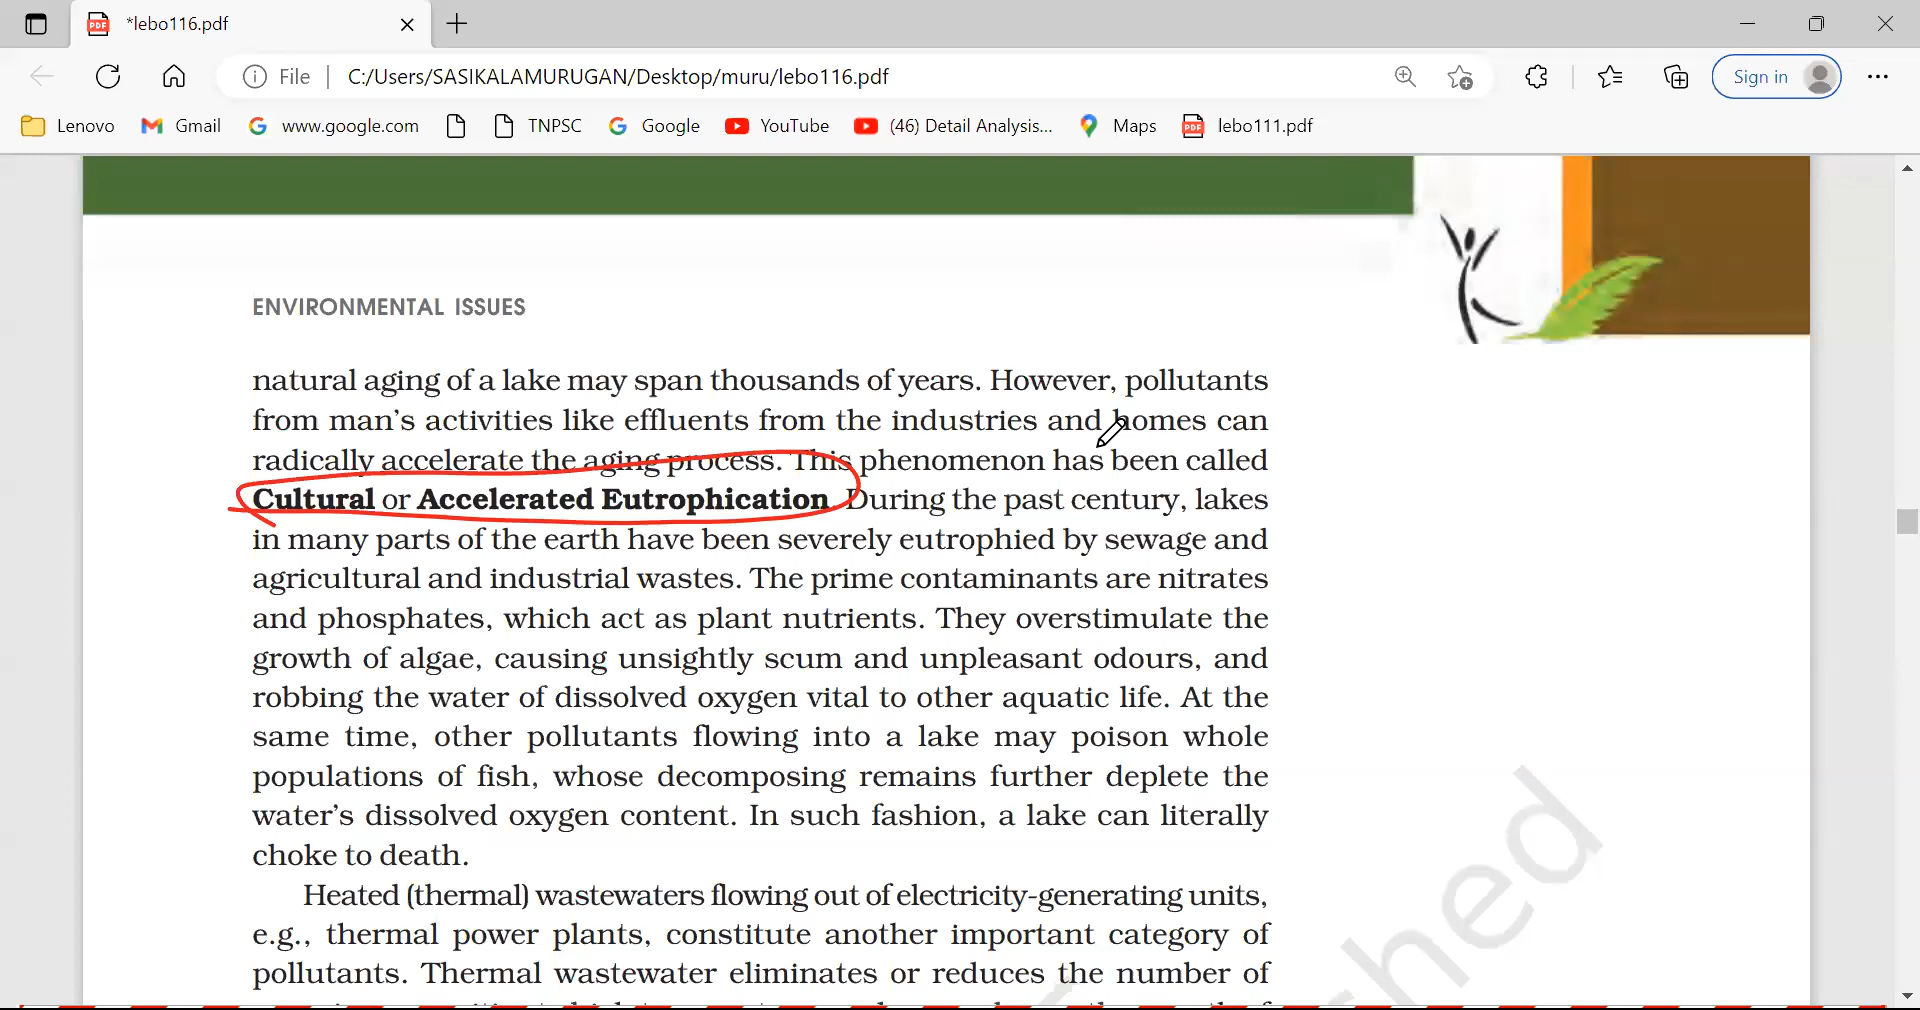 *lebo116.pdf
File
C:/Users/SASIKALAMURUGAN/Desktop/muru/lebo116.pdf
Sign in
Lenovo
Gmail
www.google.com
TNPSC
Google
YouTube
(46) Detail Analysis...
Maps
lebo111.pdf
ENVIRONMENTAL ISSUES
natural aging of a lake may span thousands of years. However, pollutants
from man’s activities like effluents from the industries and homes can
radically accelerate the aging process. This phenomenon has been called
Cultural or Accelerated Eutrophication. During the past century, lakes
in many parts of the earth have been severely eutrophied by sewage and
agricultural and industrial wastes. The prime contaminants are nitrates
and phosphates, which act as plant nutrients. They overstimulate the
growth of algae, causing unsightly scum and unpleasant odours, and
robbing the water of dissolved oxygen vital to other aquatic life. At the
same time, other pollutants flowing into a lake may poison whole
populations of fish, whose decomposing remains further deplete the
water’s dissolved oxygen content. In such fashion, a lake can literally
choke to death.
Heated (thermal) wastewaters flowing out of electricity-generating units,
e.g., thermal power plants, constitute another important category of
pollutants. Thermal wastewater eliminates or reduces the number of
shed